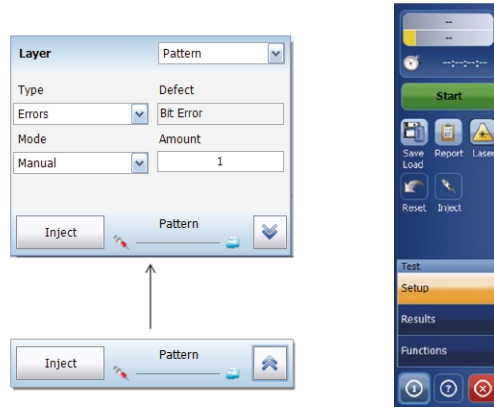 Layer
Pattern
Type
Defect
Errors
Bit Error
Mode
Amount
Manual
1
Inject
Pattern
Inject
Pattern
--
--
--:--:--:--
Start
Save
Load
Report
Laser
Reset
Inject
Test
Setup
Results
Functions